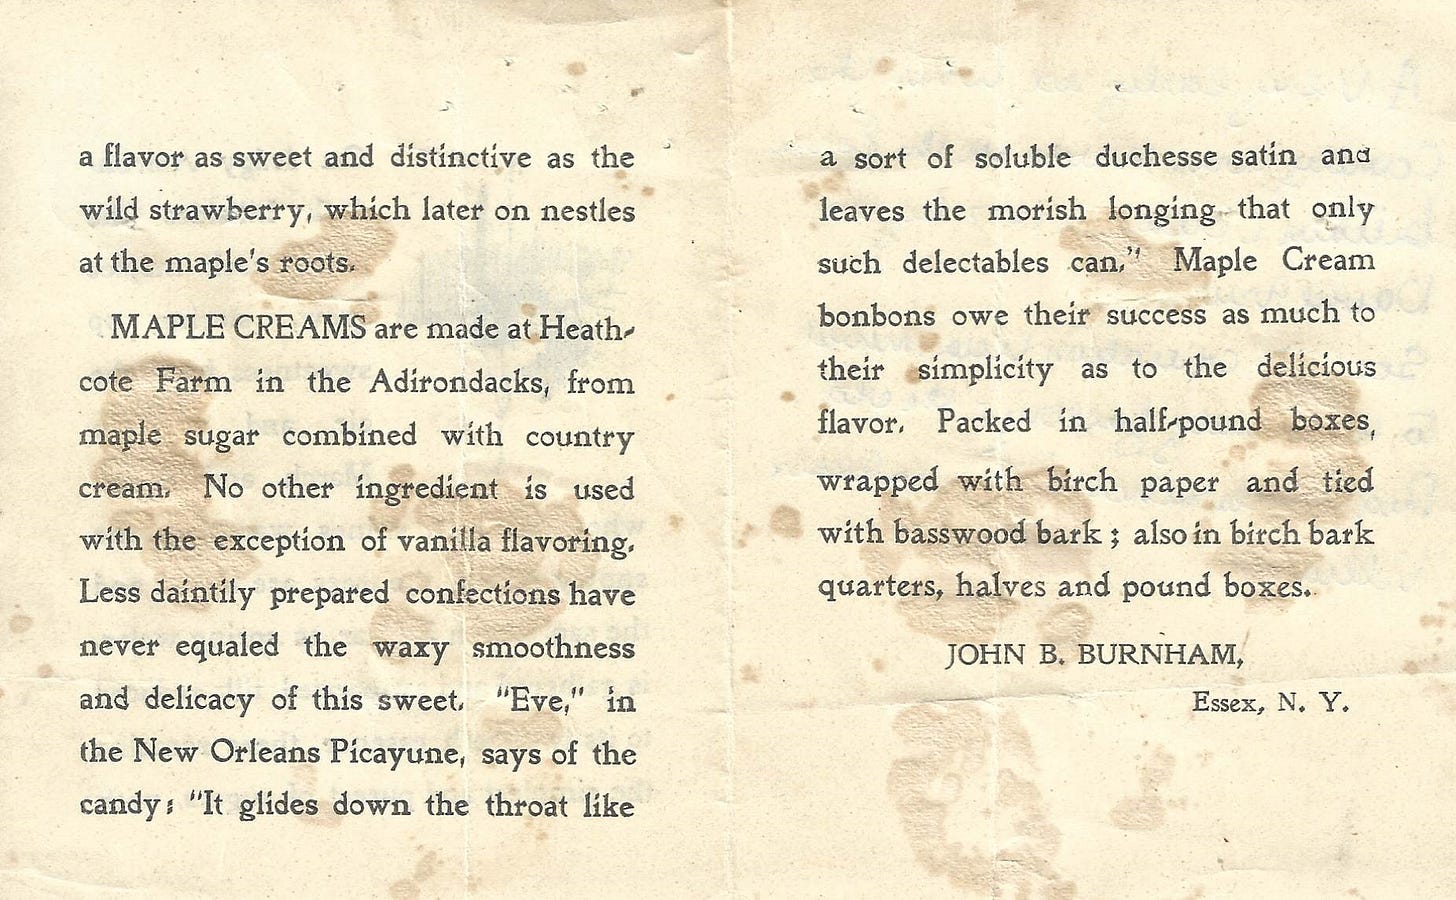 a flavor as sweet and distinctive as the
wild strawberry, which later on nestles
at the maple's roots.
MAPLE CREAMS are made at Heath-
cote Farm in the Adirondacks, from
maple sugar combined with country
cream. No other ingredient is used
with the exception of vanilla flavoring.
Less daintily prepared confections have
never equaled the waxy smoothness
and delicacy of this sweet. "Eve," in
the New Orleans Picayune, says of the
candy: "It glides down the throat like
a sort of soluble duchesse satin and
leaves the morish longing that only
such delectables can." Maple Cream
bonbons owe their success as much to
their simplicity as to the delicious
flavor. Packed in half-pound boxes,
wrapped with birch paper and tied
with basswood bark; also in birch bark
quarters, halves and pound boxes.
JOHN B. BURNHAM,
Essex, N. Y.